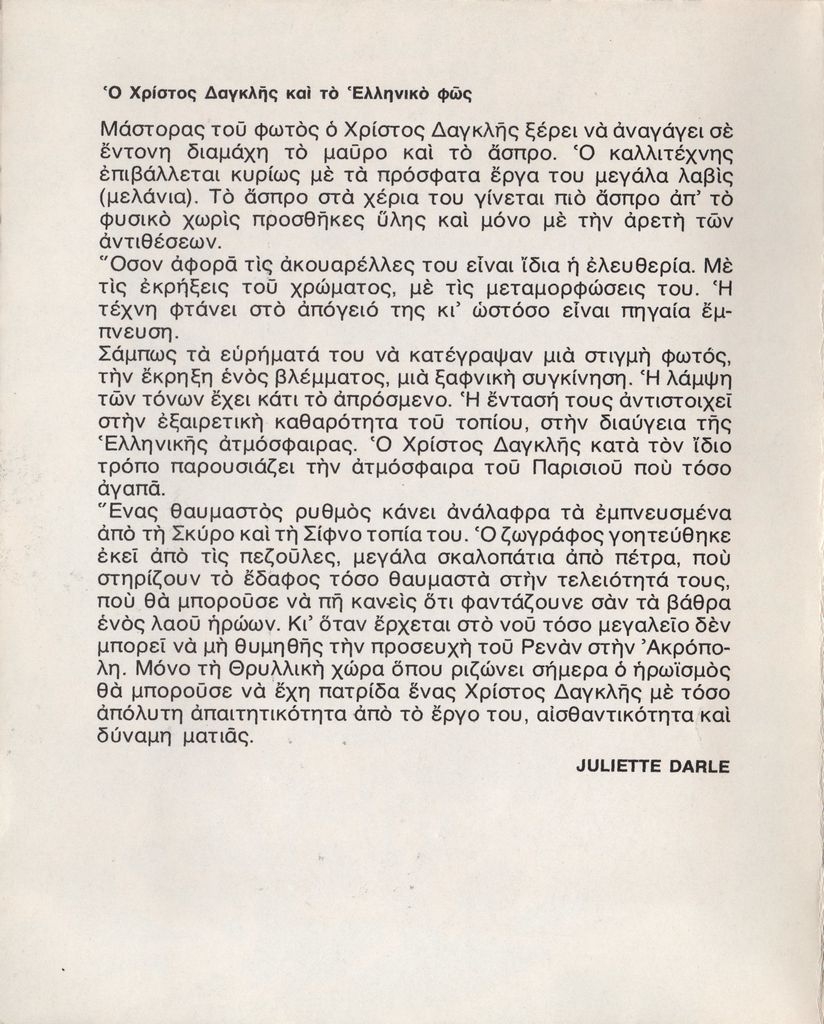 Ὁ Χρίστος Δαγκλῆς καὶ τὸ Ἑλληνικὸ φῶς
Μάστορας τοῦ φωτὸς ὁ Χρίστος Δαγκλῆς ξέρει νὰ ἀναγάγει σὲ
ἔντονη διαμάχη τὸ μαῦρο καὶ τὸ ἄσπρο. Ὁ καλλιτέχνης
ἐπιβάλλεται κυρίως μὲ τὰ πρόσφατα ἔργα του μεγάλα λαβὶς
(μελάνια). Τὸ ἄσπρο στὰ χέρια του γίνεται πιὸ ἄσπρο ἀπ' τὸ
φυσικὸ χωρὶς προσθῆκες ὕλης καὶ μόνο μὲ τὴν ἀρετὴ τῶν
ἀντιθέσεων.
Ὅσον ἀφορᾶ τὶς ἀκουαρέλλες του εἶναι ἴδια ἡ ἐλευθερία. Μὲ
τὶς ἐκρήξεις τοῦ χρώματος, μὲ τὶς μεταμορφώσεις του. Ἡ
τέχνη φτάνει στὸ ἀπόγειό της κι' ὡστόσο εἶναι πηγαία ἔμ-
πνευση.
Σάμπως τὰ εὑρήματά του νὰ κατέγραψαν μιὰ στιγμὴ φωτός,
τὴν ἔκρηξη ἑνὸς βλέμματος, μιὰ ξαφνικὴ συγκίνηση. Ἡ λάμψη
τῶν τόνων ἔχει κάτι τὸ ἀπρόσμενο. Ἡ ἔντασή τους ἀντιστοιχεῖ
στὴν ἐξαιρετικὴ καθαρότητα τοῦ τοπίου, στὴν διαύγεια τῆς
Ἑλληνικῆς ἀτμόσφαιρας. Ὁ Χρίστος Δαγκλῆς κατὰ τὸν ἴδιο
τρόπο παρουσιάζει τὴν ἀτμόσφαιρα τοῦ Παρισιοῦ ποὺ τόσο
ἀγαπᾶ.
Ἕνας θαυμαστὸς ρυθμὸς κάνει ἀνάλαφρα τὰ ἐμπνευσμένα
ἀπὸ τὴ Σκύρο καὶ τὴ Σίφνο τοπία του. Ὁ ζωγράφος γοητεύθηκε
ἐκεῖ ἀπὸ τὶς πεζοῦλες, μεγάλα σκαλοπάτια ἀπὸ πέτρα, ποὺ
στηρίζουν τὸ ἔδαφος τόσο θαυμαστὰ στὴν τελειότητά τους,
ποὺ θὰ μποροῦσε νὰ πῆ κανεὶς ὅτι φαντάζουνε σὰν τὰ βάθρα
ἑνὸς λαοῦ ἡρώων. Κι' ὅταν ἔρχεται στὸ νοῦ τόσο μεγαλεῖο δὲν
μπορεῖ νὰ μὴ θυμηθῆς τὴν προσευχὴ τοῦ Ρενὰν στὴν Ἀκρόπο-
λη. Μόνο τὴ Θρυλλικὴ χώρα ὅπου ριζώνει σήμερα ὁ ἡρωϊσμὸς
θὰ μποροῦσε νὰ ἔχη πατρίδα ἕνας Χρίστος Δαγκλῆς μὲ τόσο
ἀπόλυτη ἀπαιτητικότητα ἀπὸ τὸ ἔργο του, αἰσθαντικότητα καὶ
δύναμη ματιᾶς.
JULIETTE DARLE